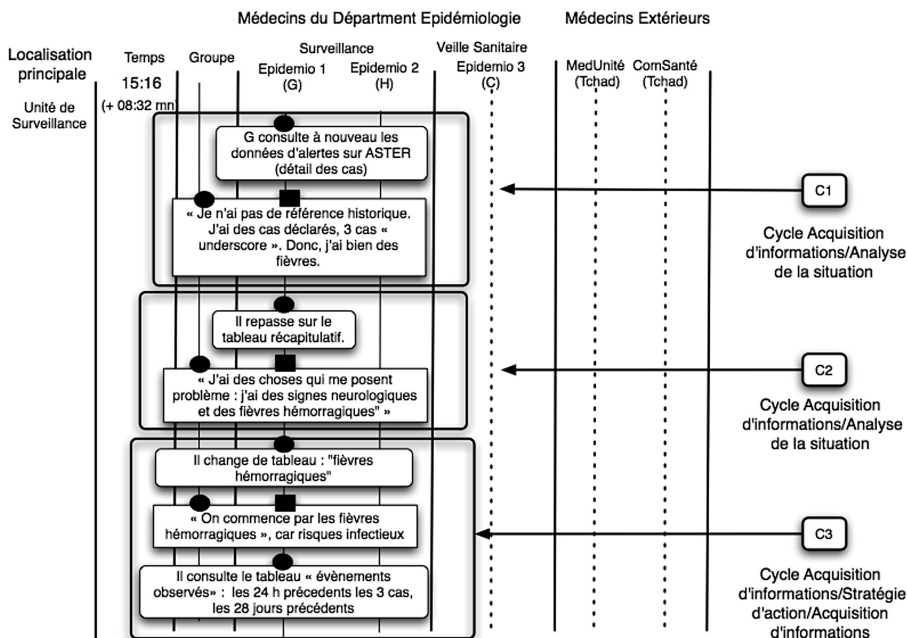 Médecins du Départment Epidémiologie
Médecins Extérieurs
Localisation
principale
Temps
Groupe
Surveillance
Veille Sanitaire
Epidemio 1
(G)
Epidemio 2
(H)
Epidemio 3
(C)
MedUnité
(Tchad)
ComSanté
(Tchad)
15:16
(+ 08:32 mn)
Unité de
Surveillance
G consulte à nouveau les
données d'alertes sur ASTER
(détail des cas)
« Je n'ai pas de référence historique.
J'ai des cas déclarés, 3 cas «
underscore ». Donc, j'ai bien des
fièvres.
C1
Cycle Acquisition
d'informations/Analyse
de la situation
Il repasse sur le
tableau récapitulatif.
« J'ai des choses qui me posent
problème : j'ai des signes neurologiques
et des fièvres hémorragiques" »
C2
Cycle Acquisition
d'informations/Analyse
de la situation
Il change de tableau : "fièvres
hémorragiques"
« On commence par les fièvres
hémorragiques », car risques infectieux
Il consulte le tableau « évènements
observés» : les 24 h précedents les 3 cas,
les 28 jours précédents
C3
Cycle Acquisition
d'informations/Stratégie
d'action/Acquisition
d'informations